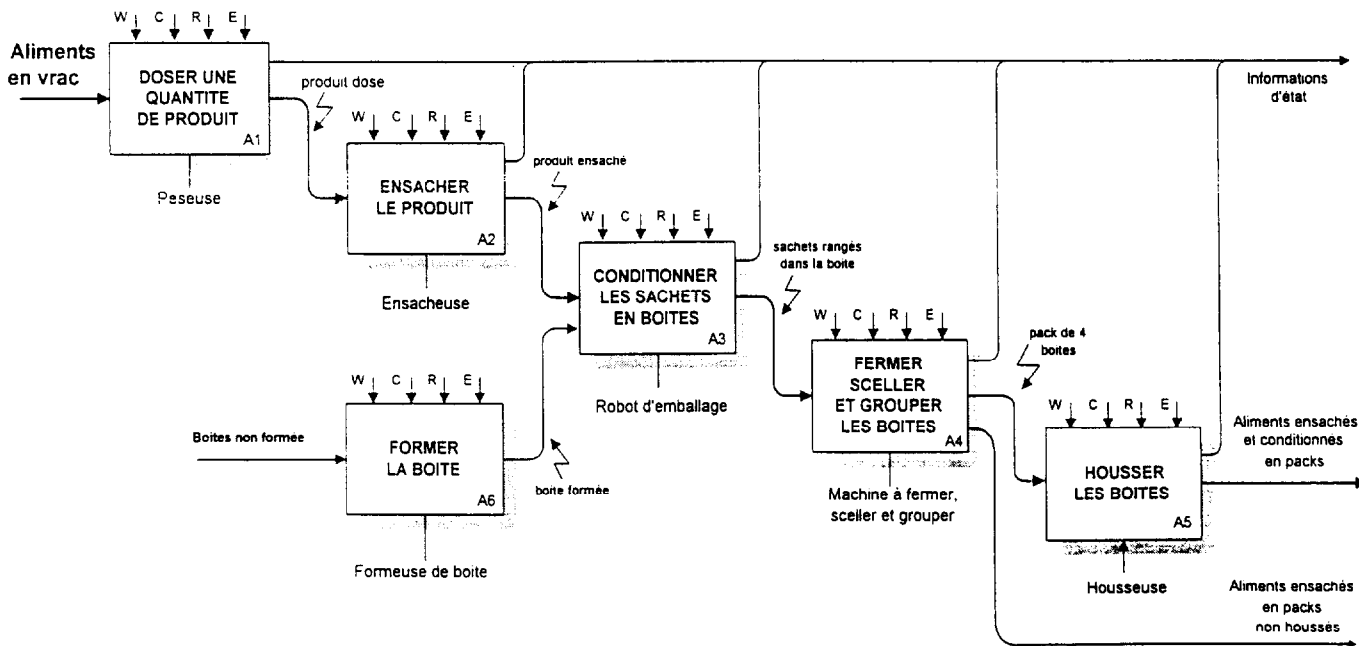 W C R E
Aliments
en vrac
DOSER UNE
QUANTITE
DE PRODUIT
A1
Peseuse
produit dose
Informations
d'état
W C R E
ENSACHER
LE PRODUIT
A2
Ensacheuse
produit ensaché
W C R E
CONDITIONNER
LES SACHETS
EN BOITES
A3
Robot d'emballage
sachets rangés
dans la boite
W C R E
Boites non formée
FORMER
LA BOITE
A6
Formeuse de boite
boite formée
W C R E
FERMER
SCELLER
ET GROUPER
LES BOITES
A4
Machine à fermer,
sceller et grouper
pack de 4
boites
W C R E
HOUSSER
LES BOITES
A5
Housseuse
Aliments ensachés
et conditionnés
en packs
Aliments ensachés
en packs
non houssés